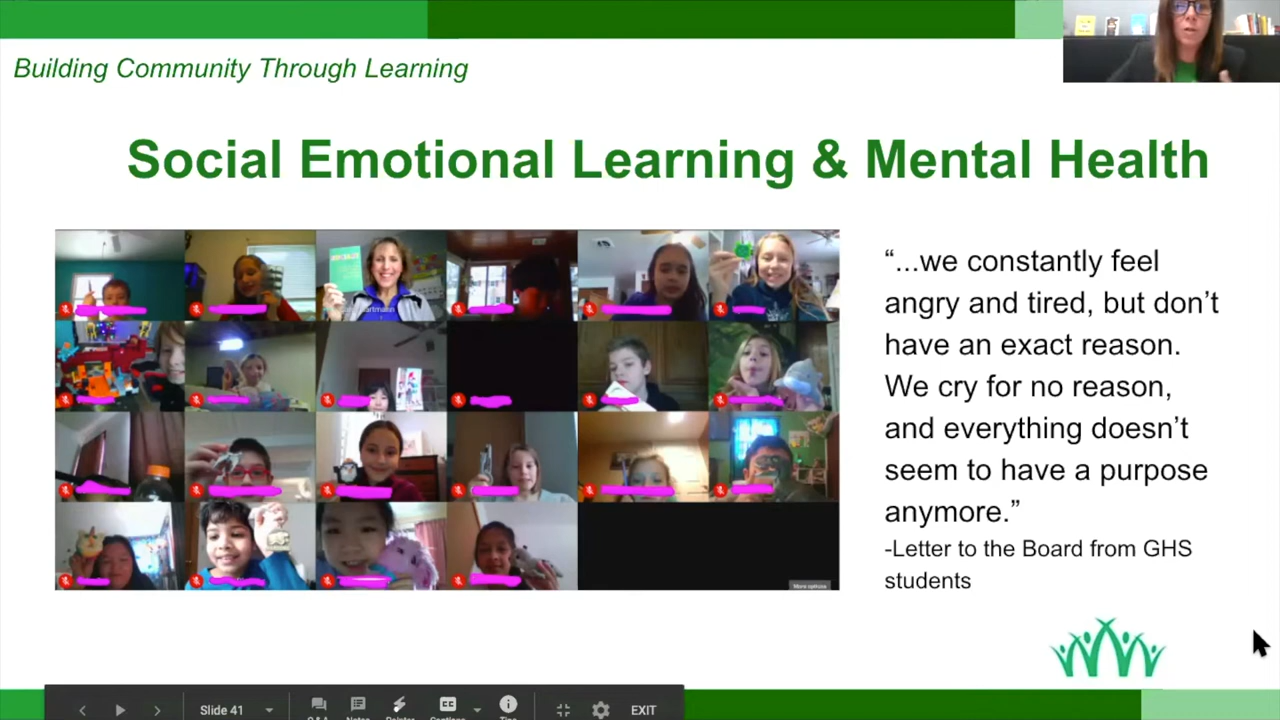 Building Community Through Learning
Social Emotional Learning & Mental Health
“...we constantly feel
angry and tired, but don’t
have an exact reason.
We cry for no reason,
and everything doesn’t
seem to have a purpose
anymore.”
-Letter to the Board from GHS
students
More options
Slide 41
EXIT